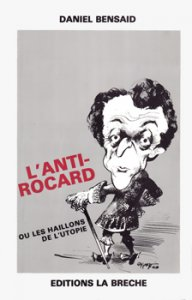 DANIEL BENSAID
L'ANTI-
ROCARD
OU LES HAILLONS
DE L'UTOPIE
EDITIONS LA BRECHE